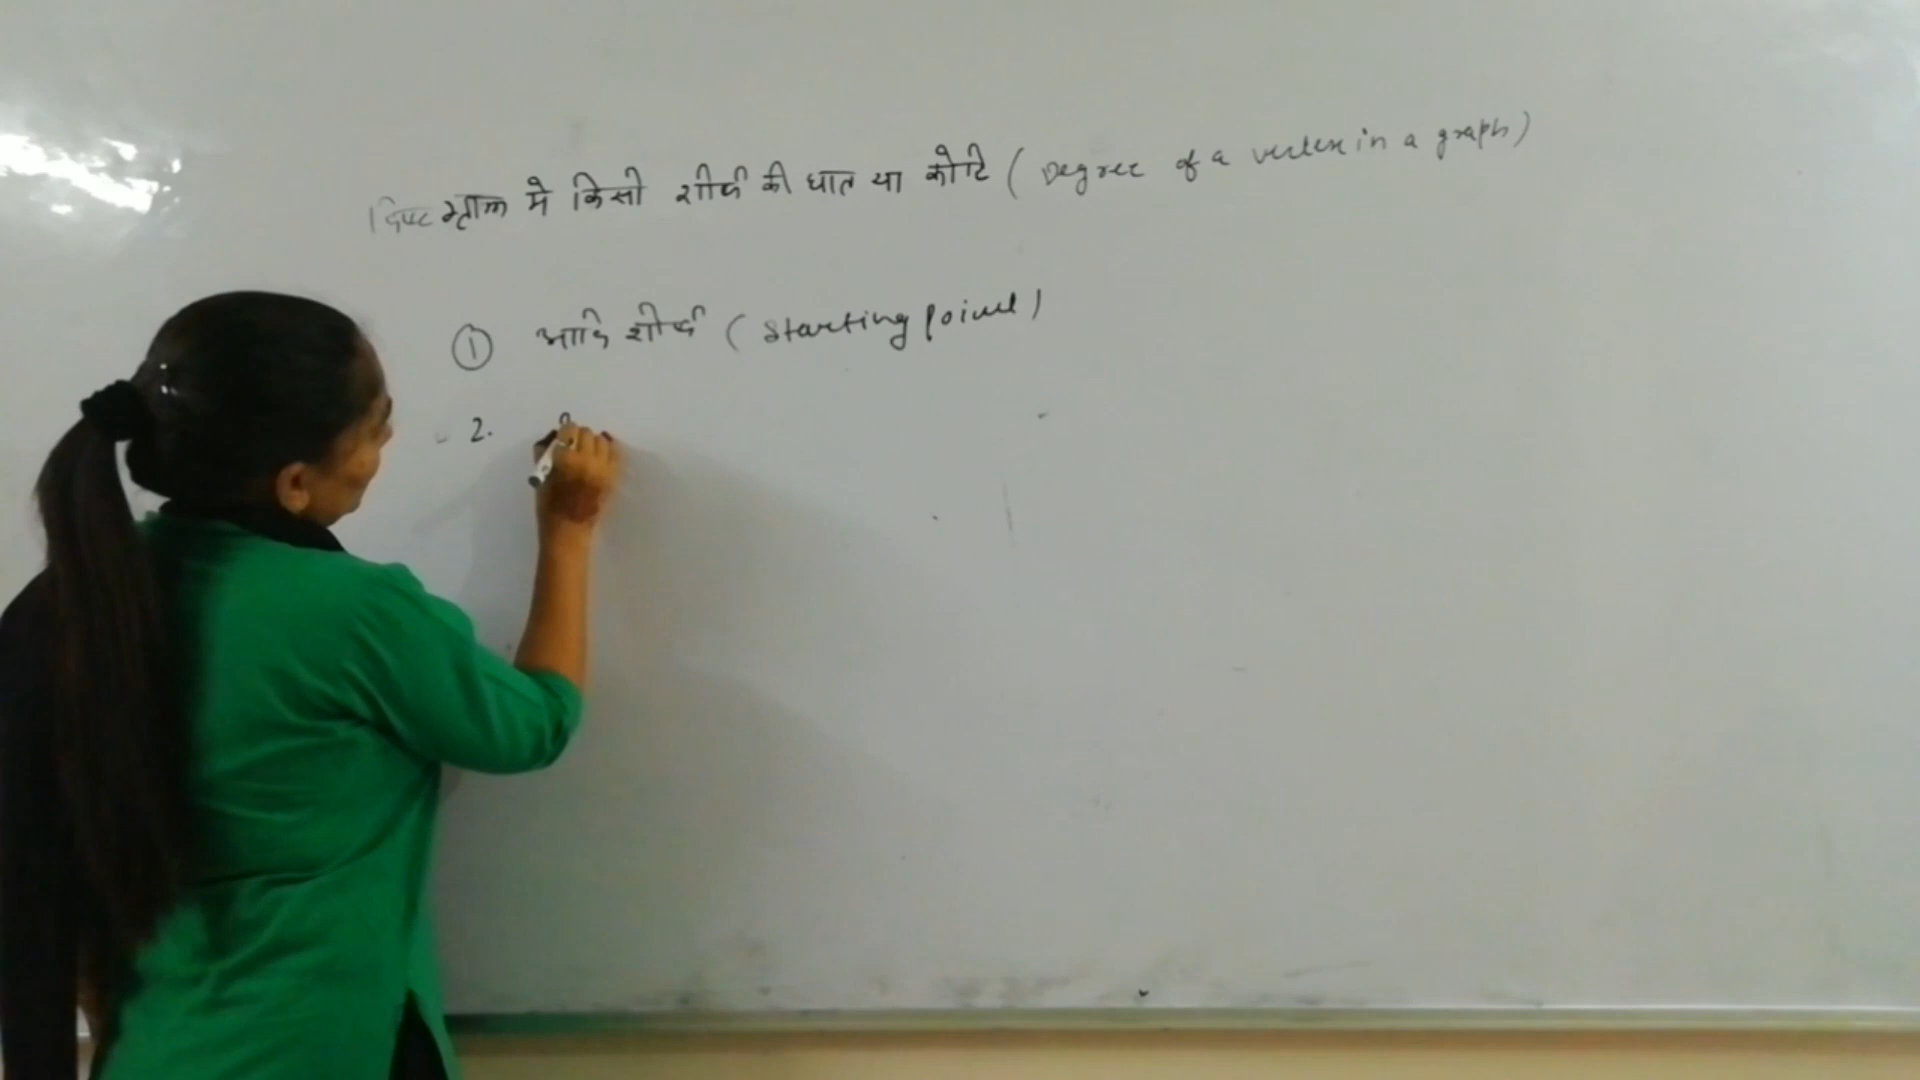 दिष्ट ग्राफ मे किसी शीर्ष की घात या कोटि ( Degree of a vertex in a graph )
① आदि शीर्ष ( starting point )
2.